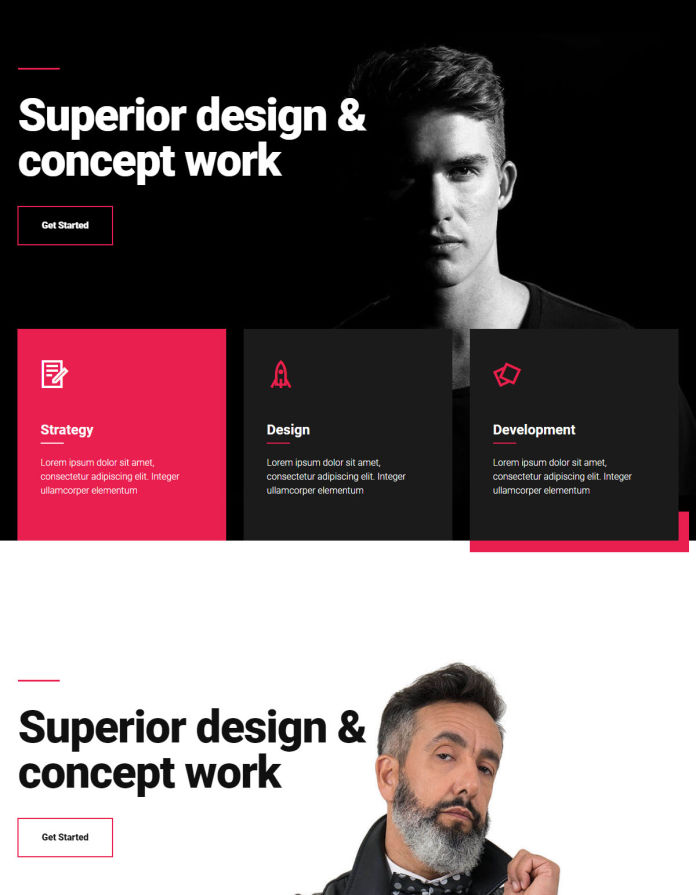 Superior design &
concept work
Get Started
Strategy
Lorem ipsum dolor sit amet,
consectetur adipiscing elit. Integer
ullamcorper elementum
Design
Lorem ipsum dolor sit amet,
consectetur adipiscing elit. Integer
ullamcorper elementum
Development
Lorem ipsum dolor sit amet,
consectetur adipiscing elit. Integer
ullamcorper elementum
Superior design &
concept work
Get Started